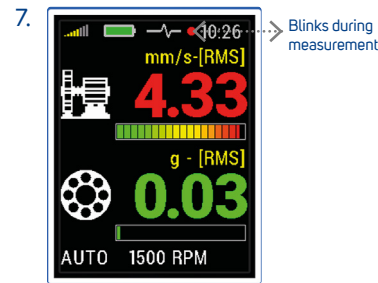 7.
10:26
Blinks during
measurement
mm/s-[RMS]
4.33
g - [RMS]
0.03
AUTO 1500 RPM